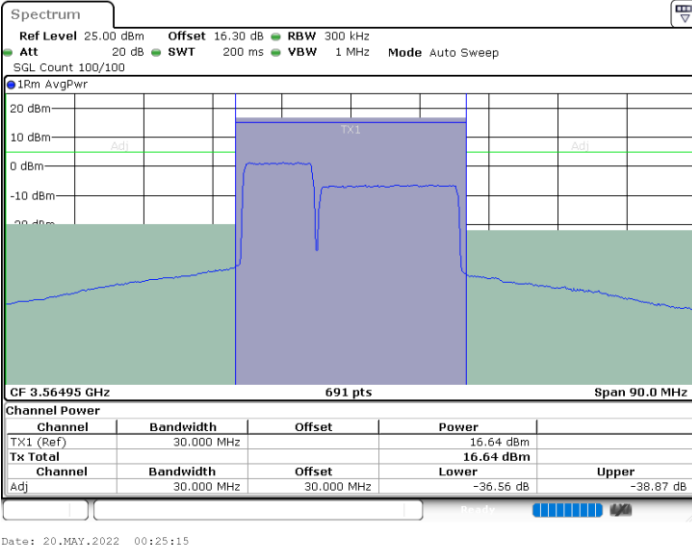 Spectrum
Ref Level 25.00 dBm Offset 16.30 dB RBW 300 kHz
Att 20 dB SWT 200 ms VBW 1 MHz Mode Auto Sweep
SGL Count 100/100
1Rm AvgPwr
20 dBm
TX1
10 dBm
Adj
Adj
0 dBm
-10 dBm
-20 dBm
CF 3.56495 GHz 691 pts Span 90.0 MHz
Channel Power
Channel Bandwidth Offset Power
TX1 (Ref) 30.000 MHz 16.64 dBm
Tx Total 16.64 dBm
Channel Bandwidth Offset Lower Upper
Adj 30.000 MHz 30.000 MHz -36.56 dB -38.87 dB
Ready
Date: 20.MAY.2022 00:25:15